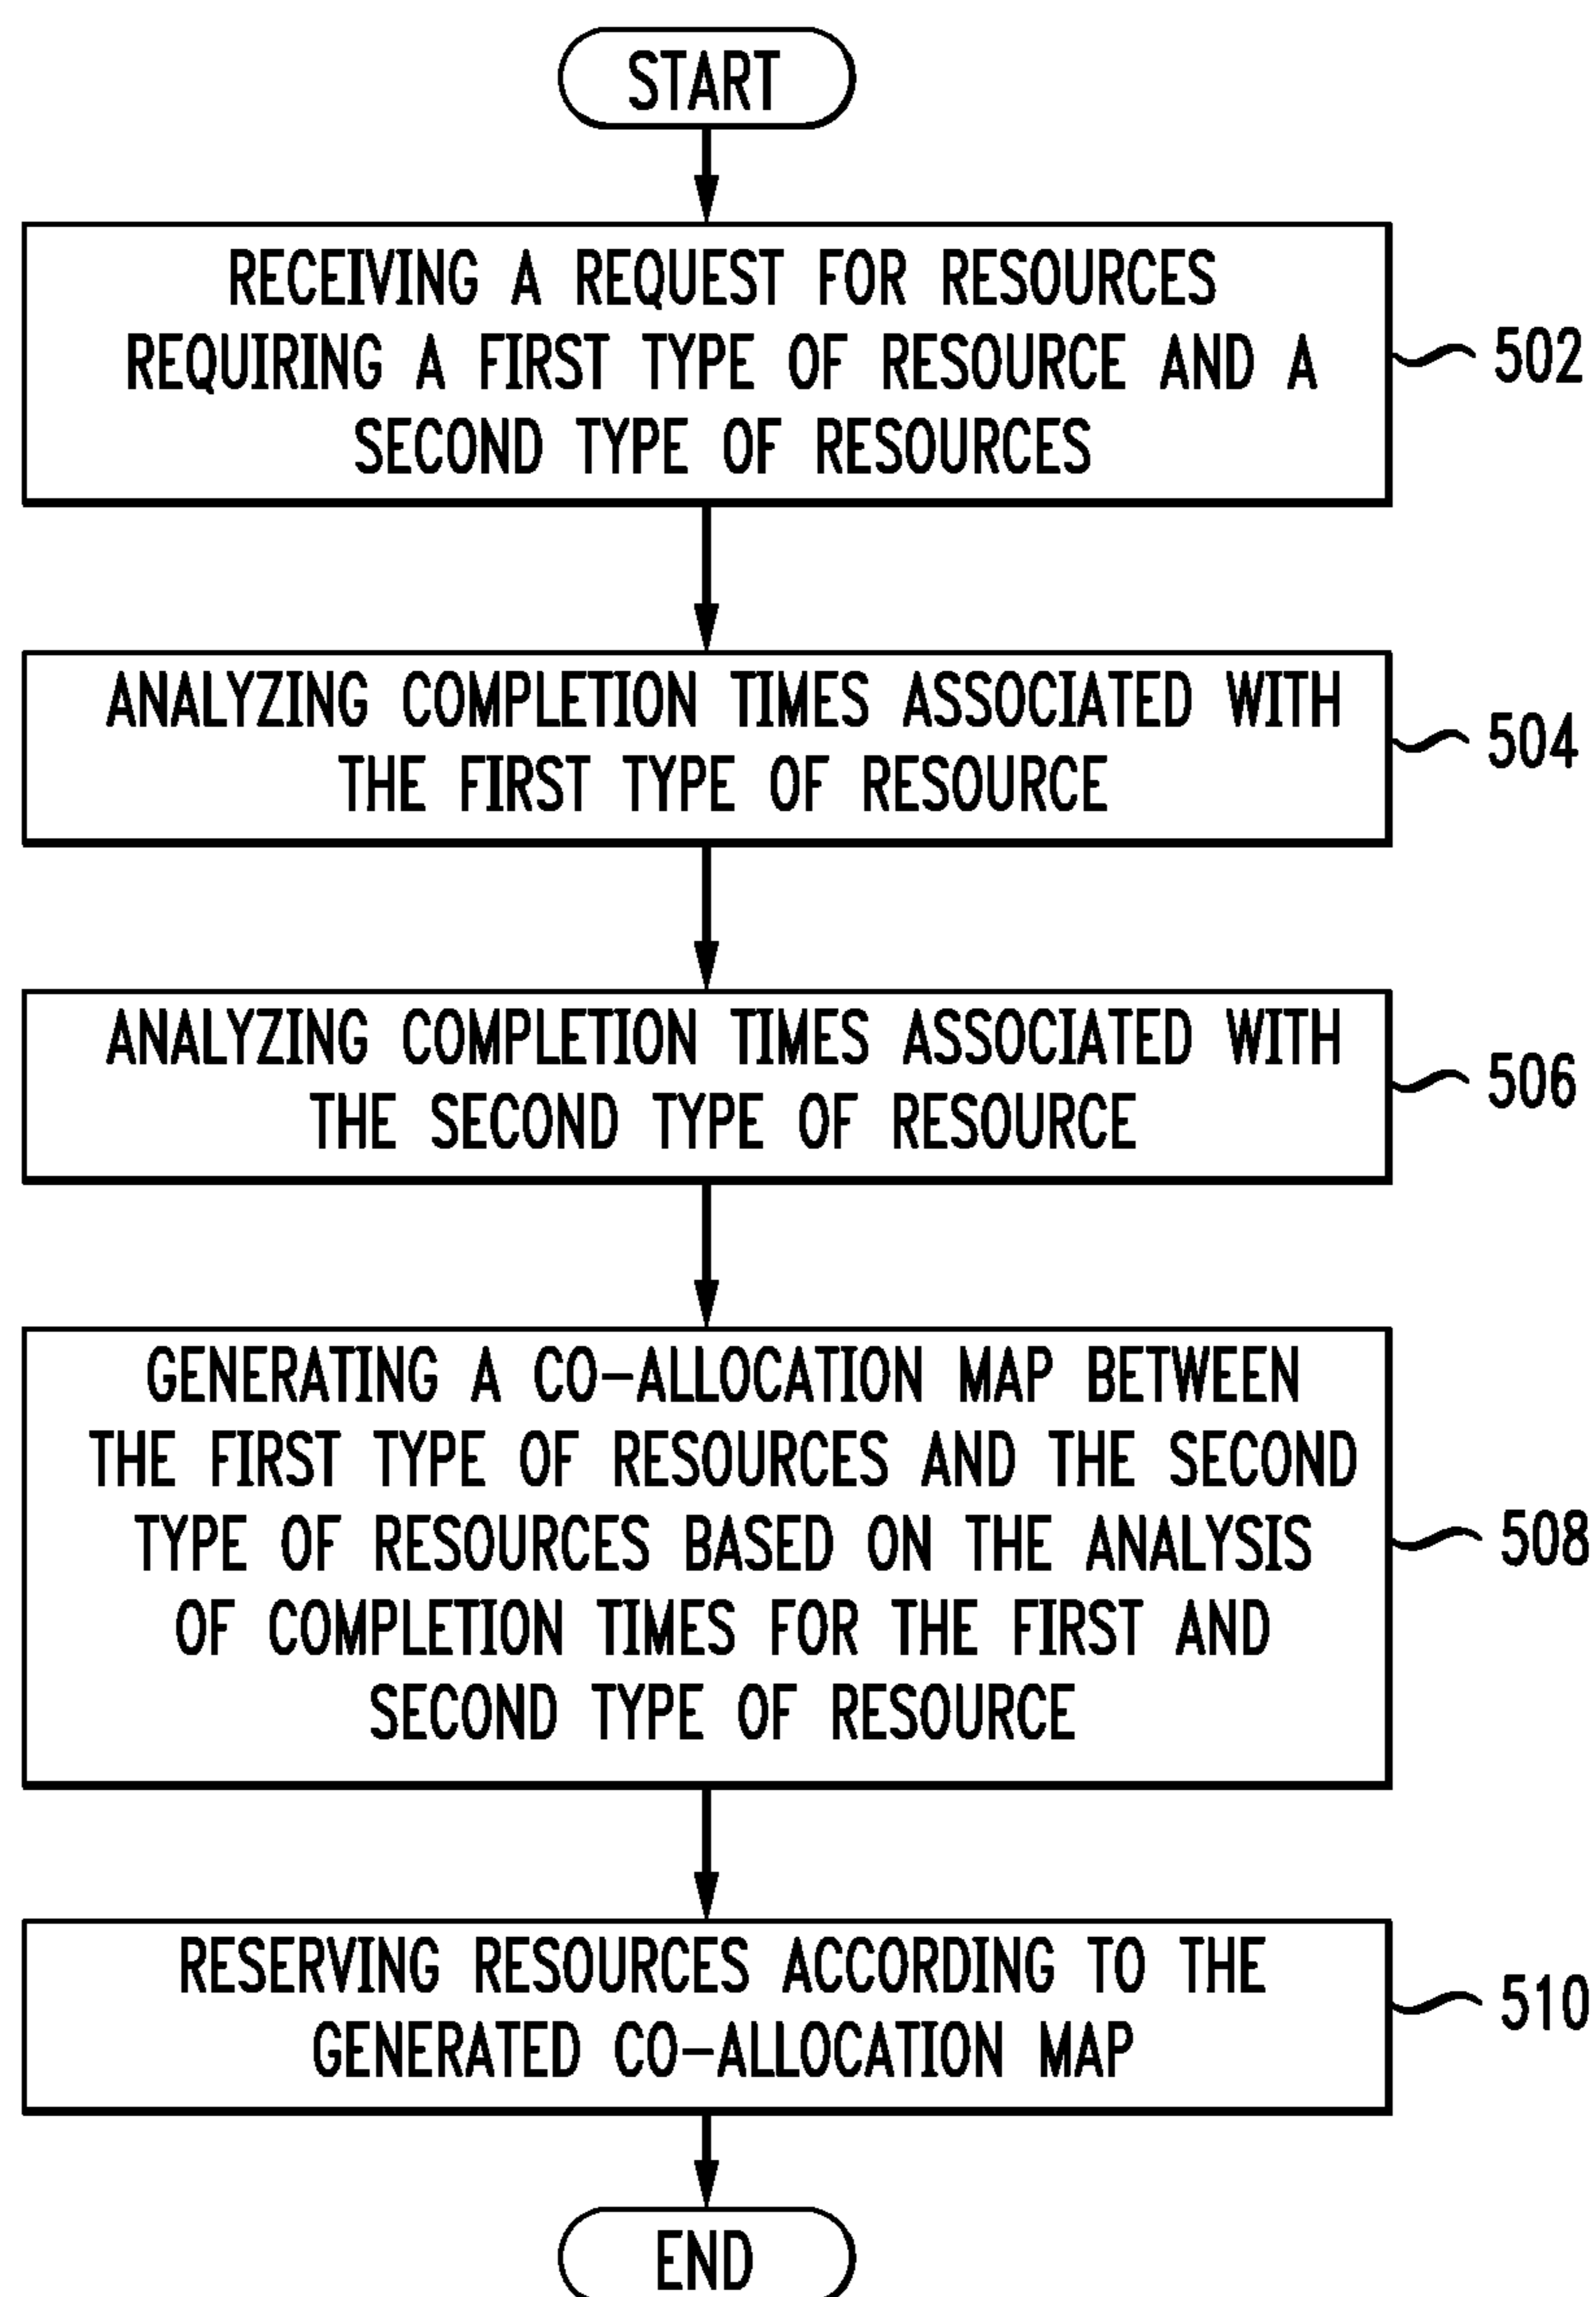 START
RECEIVING A REQUEST FOR RESOURCES
REQUIRING A FIRST TYPE OF RESOURCE AND A
SECOND TYPE OF RESOURCES
502
ANALYZING COMPLETION TIMES ASSOCIATED WITH
THE FIRST TYPE OF RESOURCE
504
ANALYZING COMPLETION TIMES ASSOCIATED WITH
THE SECOND TYPE OF RESOURCE
506
GENERATING A CO-ALLOCATION MAP BETWEEN
THE FIRST TYPE OF RESOURCES AND THE SECOND
TYPE OF RESOURCES BASED ON THE ANALYSIS
OF COMPLETION TIMES FOR THE FIRST AND
SECOND TYPE OF RESOURCE
508
RESERVING RESOURCES ACCORDING TO THE
GENERATED CO-ALLOCATION MAP
510
END